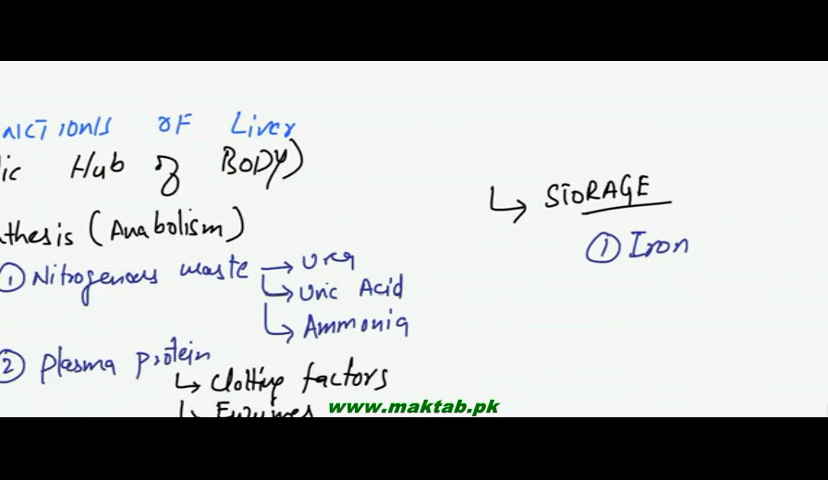 NCTIONS OF Liver
ic Hub of BODY)
thesis (Anabolism)
① Nitrogenous waste → Urea
↳ Uric Acid
↳ Ammonia
② Plasma protein
↳ Clotting factors
↳ Enzymes
↳ STORAGE
① Iron
www.maktab.pk